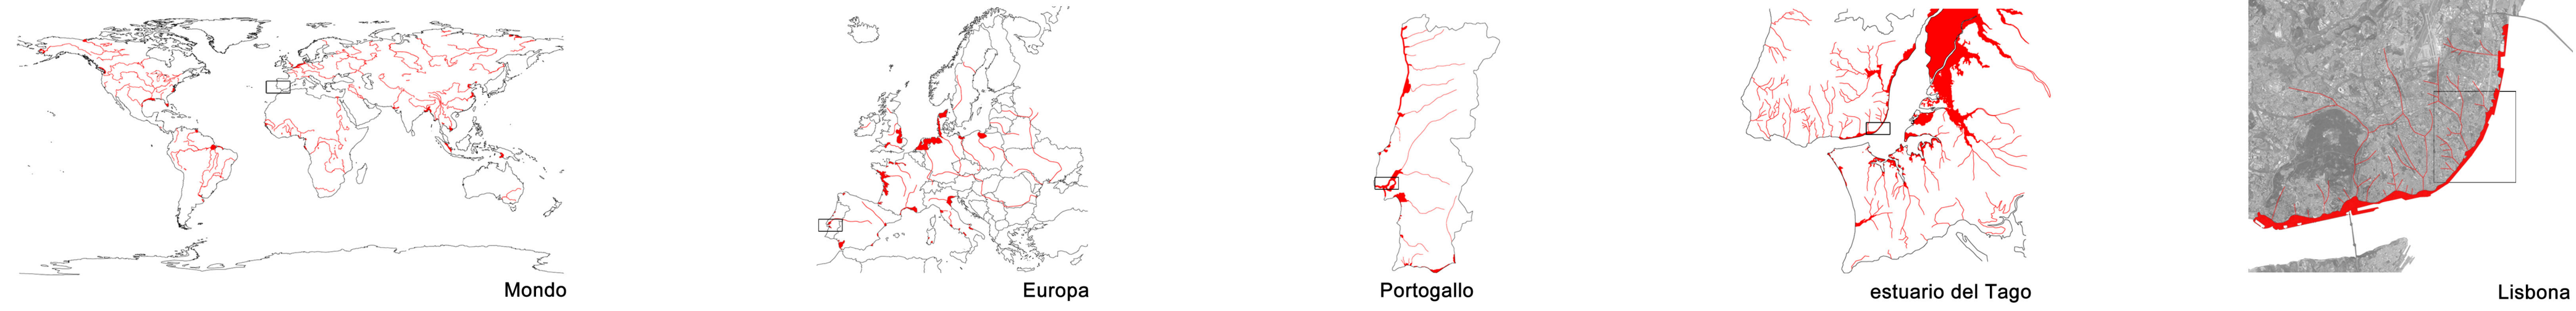 Mondo
Europa
Portogallo
estuario del Tago
Lisbona